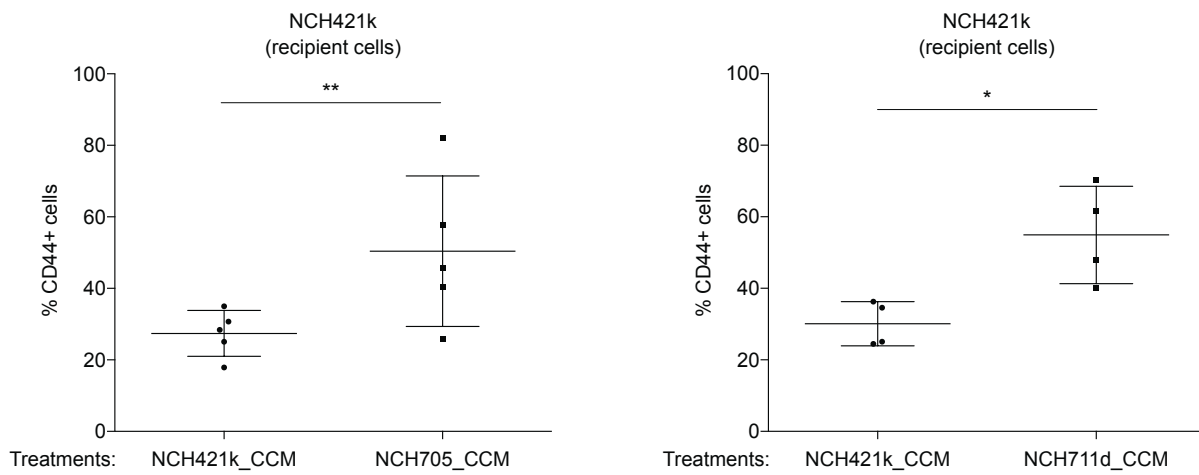 NCH421k
(recipient cells)
**
% CD44+ cells
100
80
60
40
20
0
Treatments: NCH421k_CCM NCH705_CCM
NCH421k
(recipient cells)
*
% CD44+ cells
100
80
60
40
20
0
Treatments: NCH421k_CCM NCH711d_CCM